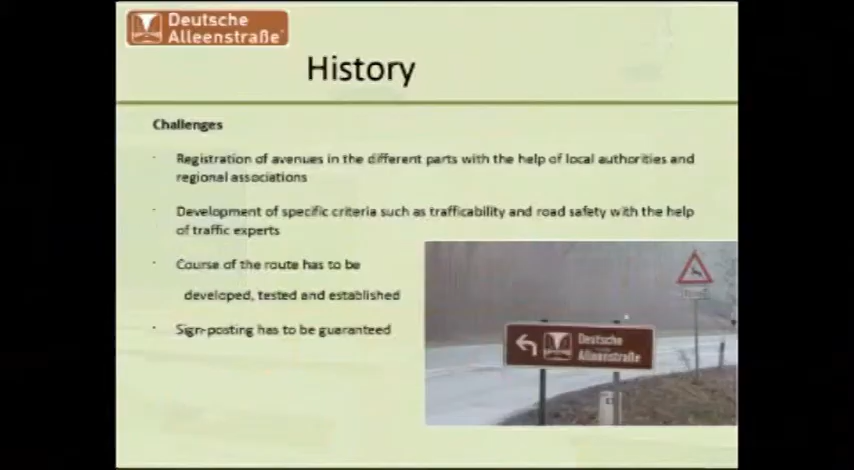 Deutsche
Alleenstraße
History
Challenges
Registration of avenues in the different parts with the help of local authorities and
regional associations
Development of specific criteria such as trafficability and road safety with the help
of traffic experts
Course of the route has to be
developed, tested and established
Sign-posting has to be guaranteed
Deutsche
Alleenstraße